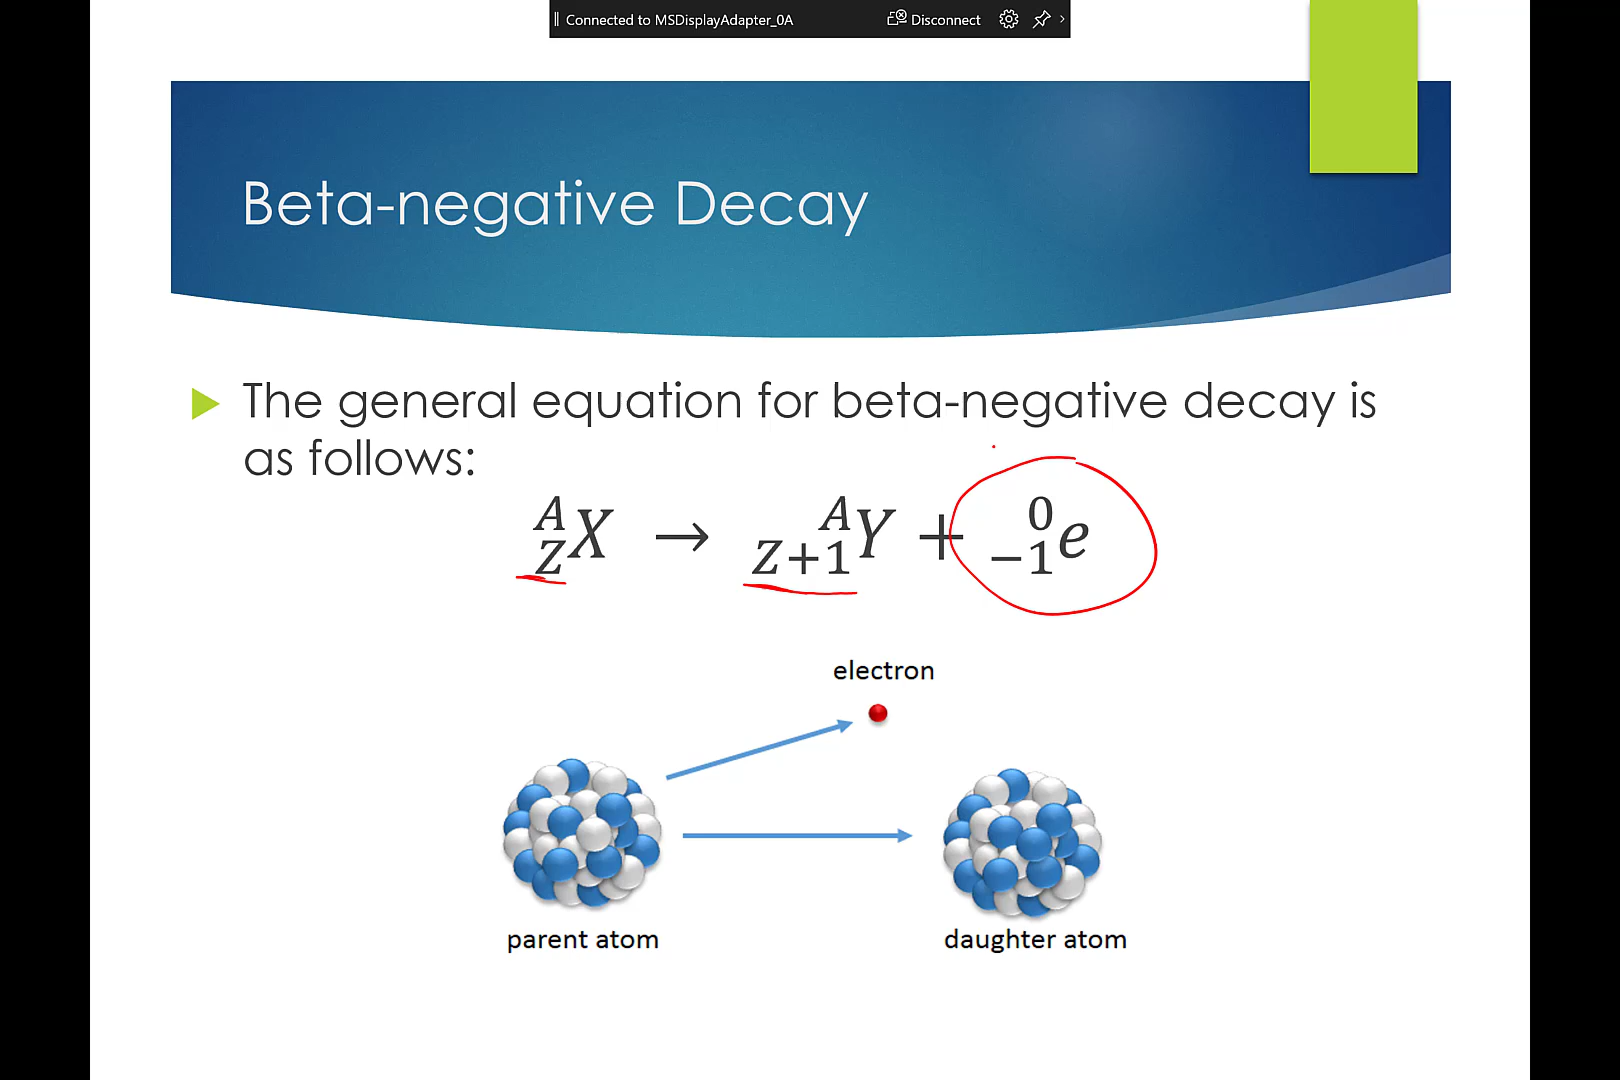 Connected to MSDisplayAdapter_0A Disconnect
Beta-negative Decay
The general equation for beta-negative decay is
as follows:
$^{A}_{Z}X \rightarrow \, ^{A}_{Z+1}Y + \, ^{0}_{-1}e$
electron
parent atom daughter atom